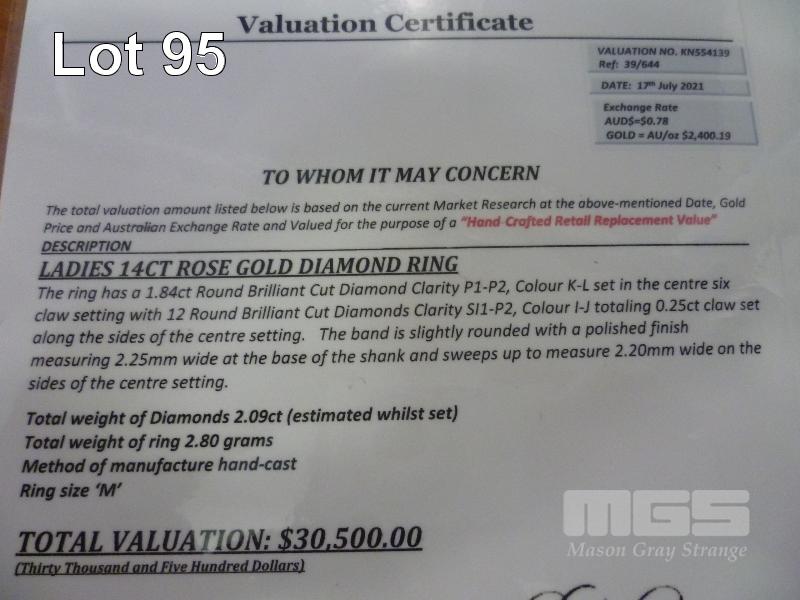 Valuation Certificate
Lot 95
VALUATION NO. KN554139
Ref: 39/644
DATE: 17th July 2021
Exchange Rate
AUD$=$0.78
GOLD = AU/oz $2,400.19
TO WHOM IT MAY CONCERN
The total valuation amount listed below is based on the current Market Research at the above-mentioned Date, Gold
Price and Australian Exchange Rate and Valued for the purpose of a "Hand-Crafted Retail Replacement Value"
DESCRIPTION
LADIES 14CT ROSE GOLD DIAMOND RING
The ring has a 1.84ct Round Brilliant Cut Diamond Clarity P1-P2, Colour K-L set in the centre six
claw setting with 12 Round Brilliant Cut Diamonds Clarity SI1-P2, Colour I-J totaling 0.25ct claw set
along the sides of the centre setting. The band is slightly rounded with a polished finish
measuring 2.25mm wide at the base of the shank and sweeps up to measure 2.20mm wide on the
sides of the centre setting.
Total weight of Diamonds 2.09ct (estimated whilst set)
Total weight of ring 2.80 grams
Method of manufacture hand-cast
Ring size ‘M’
MGS
Mason Gray Strange
TOTAL VALUATION: $30,500.00
(Thirty Thousand and Five Hundred Dollars)